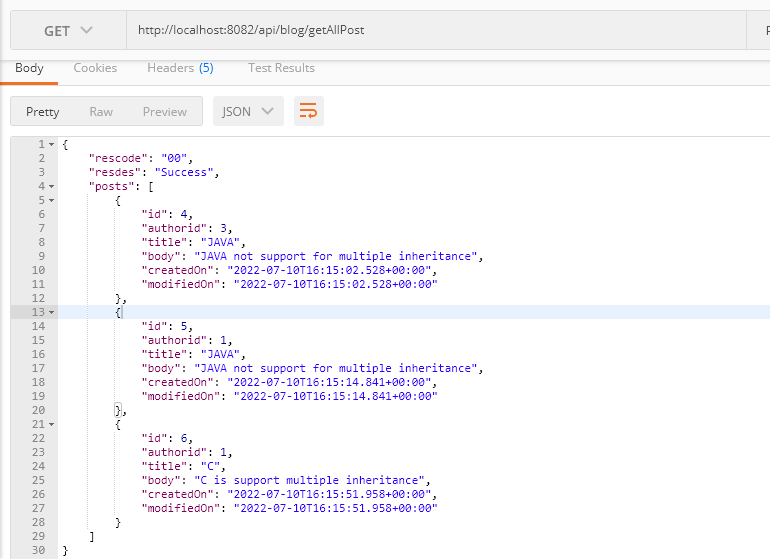 GET http://localhost:8082/api/blog/getAllPost
Body Cookies Headers (5) Test Results
Pretty Raw Preview JSON
1 {
2 "rescode": "00",
3 "resdes": "Success",
4 "posts": [
5 {
6 "id": 4,
7 "authorid": 3,
8 "title": "JAVA",
9 "body": "JAVA not support for multiple inheritance",
10 "createdOn": "2022-07-10T16:15:02.528+00:00",
11 "modifiedOn": "2022-07-10T16:15:02.528+00:00"
12 },
13 {
14 "id": 5,
15 "authorid": 1,
16 "title": "JAVA",
17 "body": "JAVA not support for multiple inheritance",
18 "createdOn": "2022-07-10T16:15:14.841+00:00",
19 "modifiedOn": "2022-07-10T16:15:14.841+00:00"
20 },
21 {
22 "id": 6,
23 "authorid": 1,
24 "title": "C",
25 "body": "C is support multiple inheritance",
26 "createdOn": "2022-07-10T16:15:51.958+00:00",
27 "modifiedOn": "2022-07-10T16:15:51.958+00:00"
28 }
29 ]
30 }